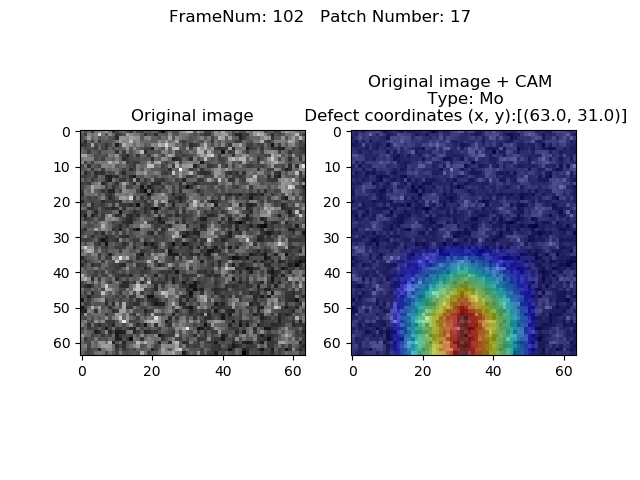 FrameNum: 102   Patch Number: 17
Original image
0
10
20
30
40
50
60
0 20 40 60
Original image + CAM
Type: Mo
Defect coordinates (x, y):[(63.0, 31.0)]
0
10
20
30
40
50
60
0 20 40 60